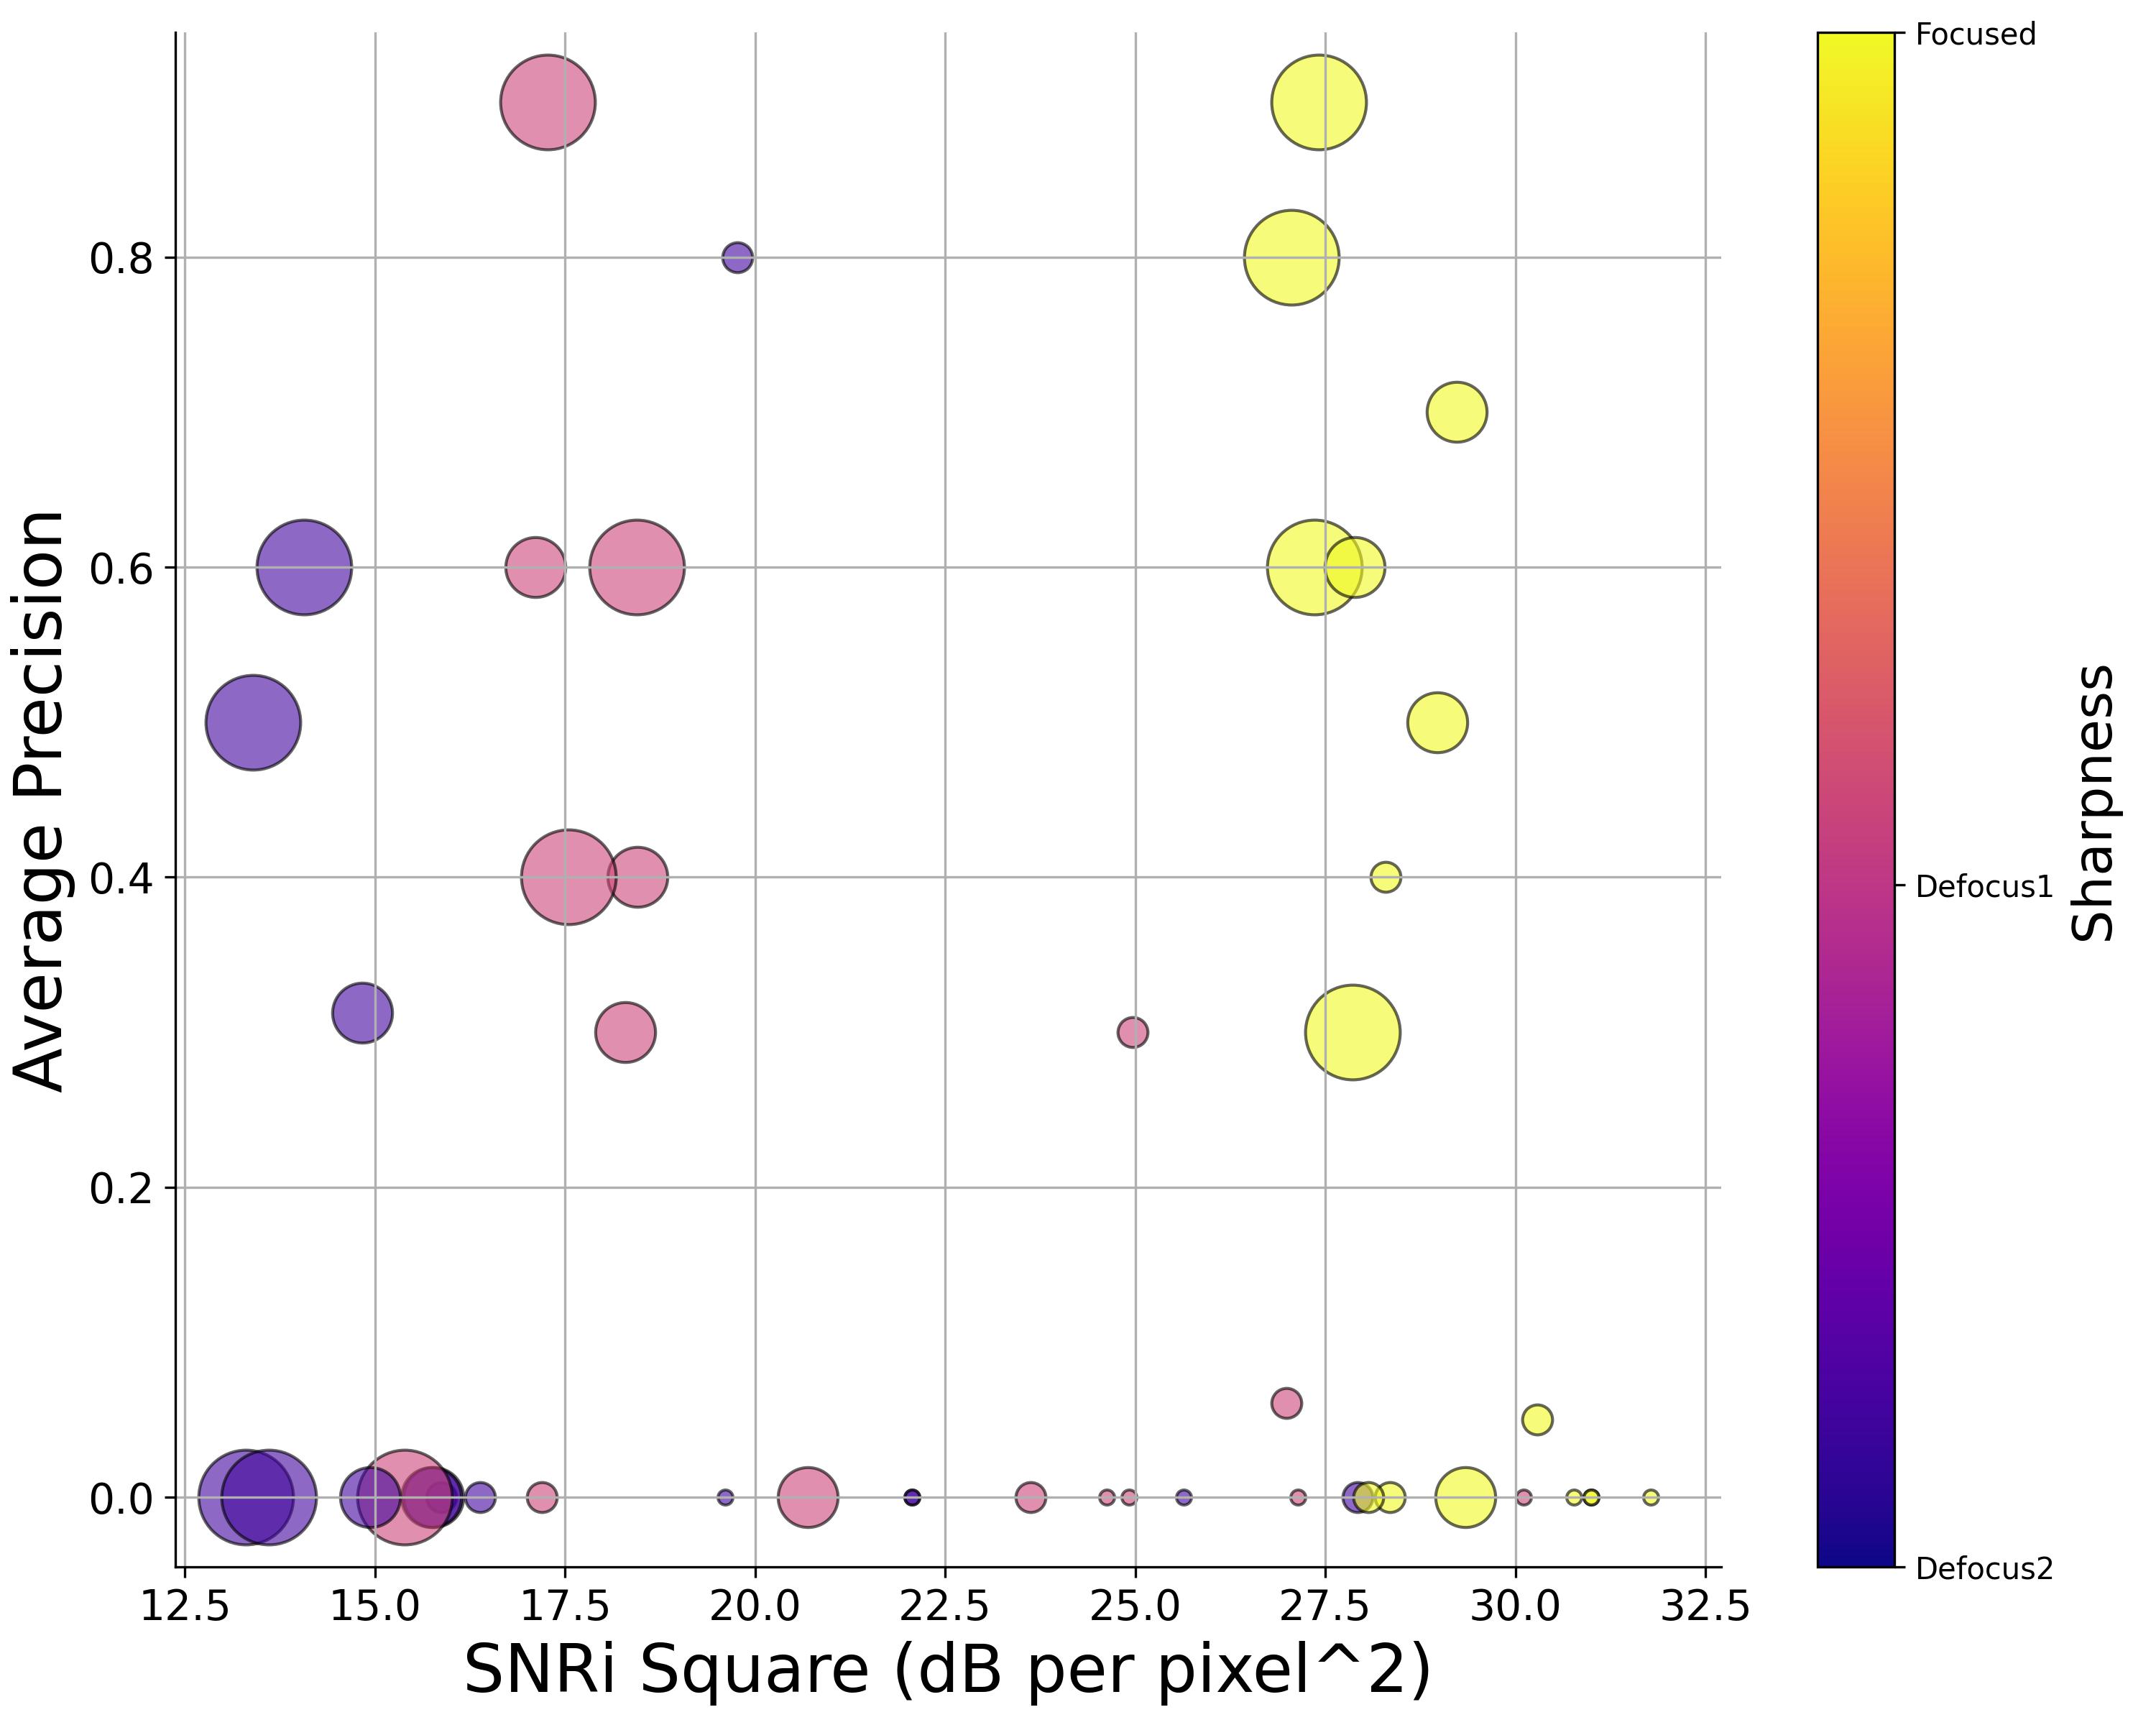 Average Precision
0.8
0.6
0.4
0.2
0.0
12.5 15.0 17.5 20.0 22.5 25.0 27.5 30.0 32.5
SNRi Square (dB per pixel^2)
Focused
Defocus1
Defocus2
Sharpness